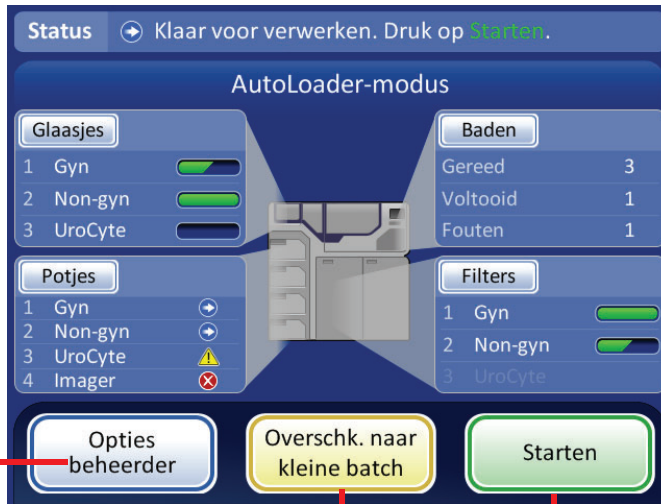 Status Klaar voor verwerken. Druk op Starten.
AutoLoader-modus
Glaasjes
1 Gyn
2 Non-gyn
3 UroCyte
Baden
Gereed 3
Voltooid 1
Fouten 1
Potjes
1 Gyn
2 Non-gyn
3 UroCyte
4 Imager
Filters
1 Gyn
2 Non-gyn
3 UroCyte
Opties
beheerder
Overschk. naar
kleine batch
Starten